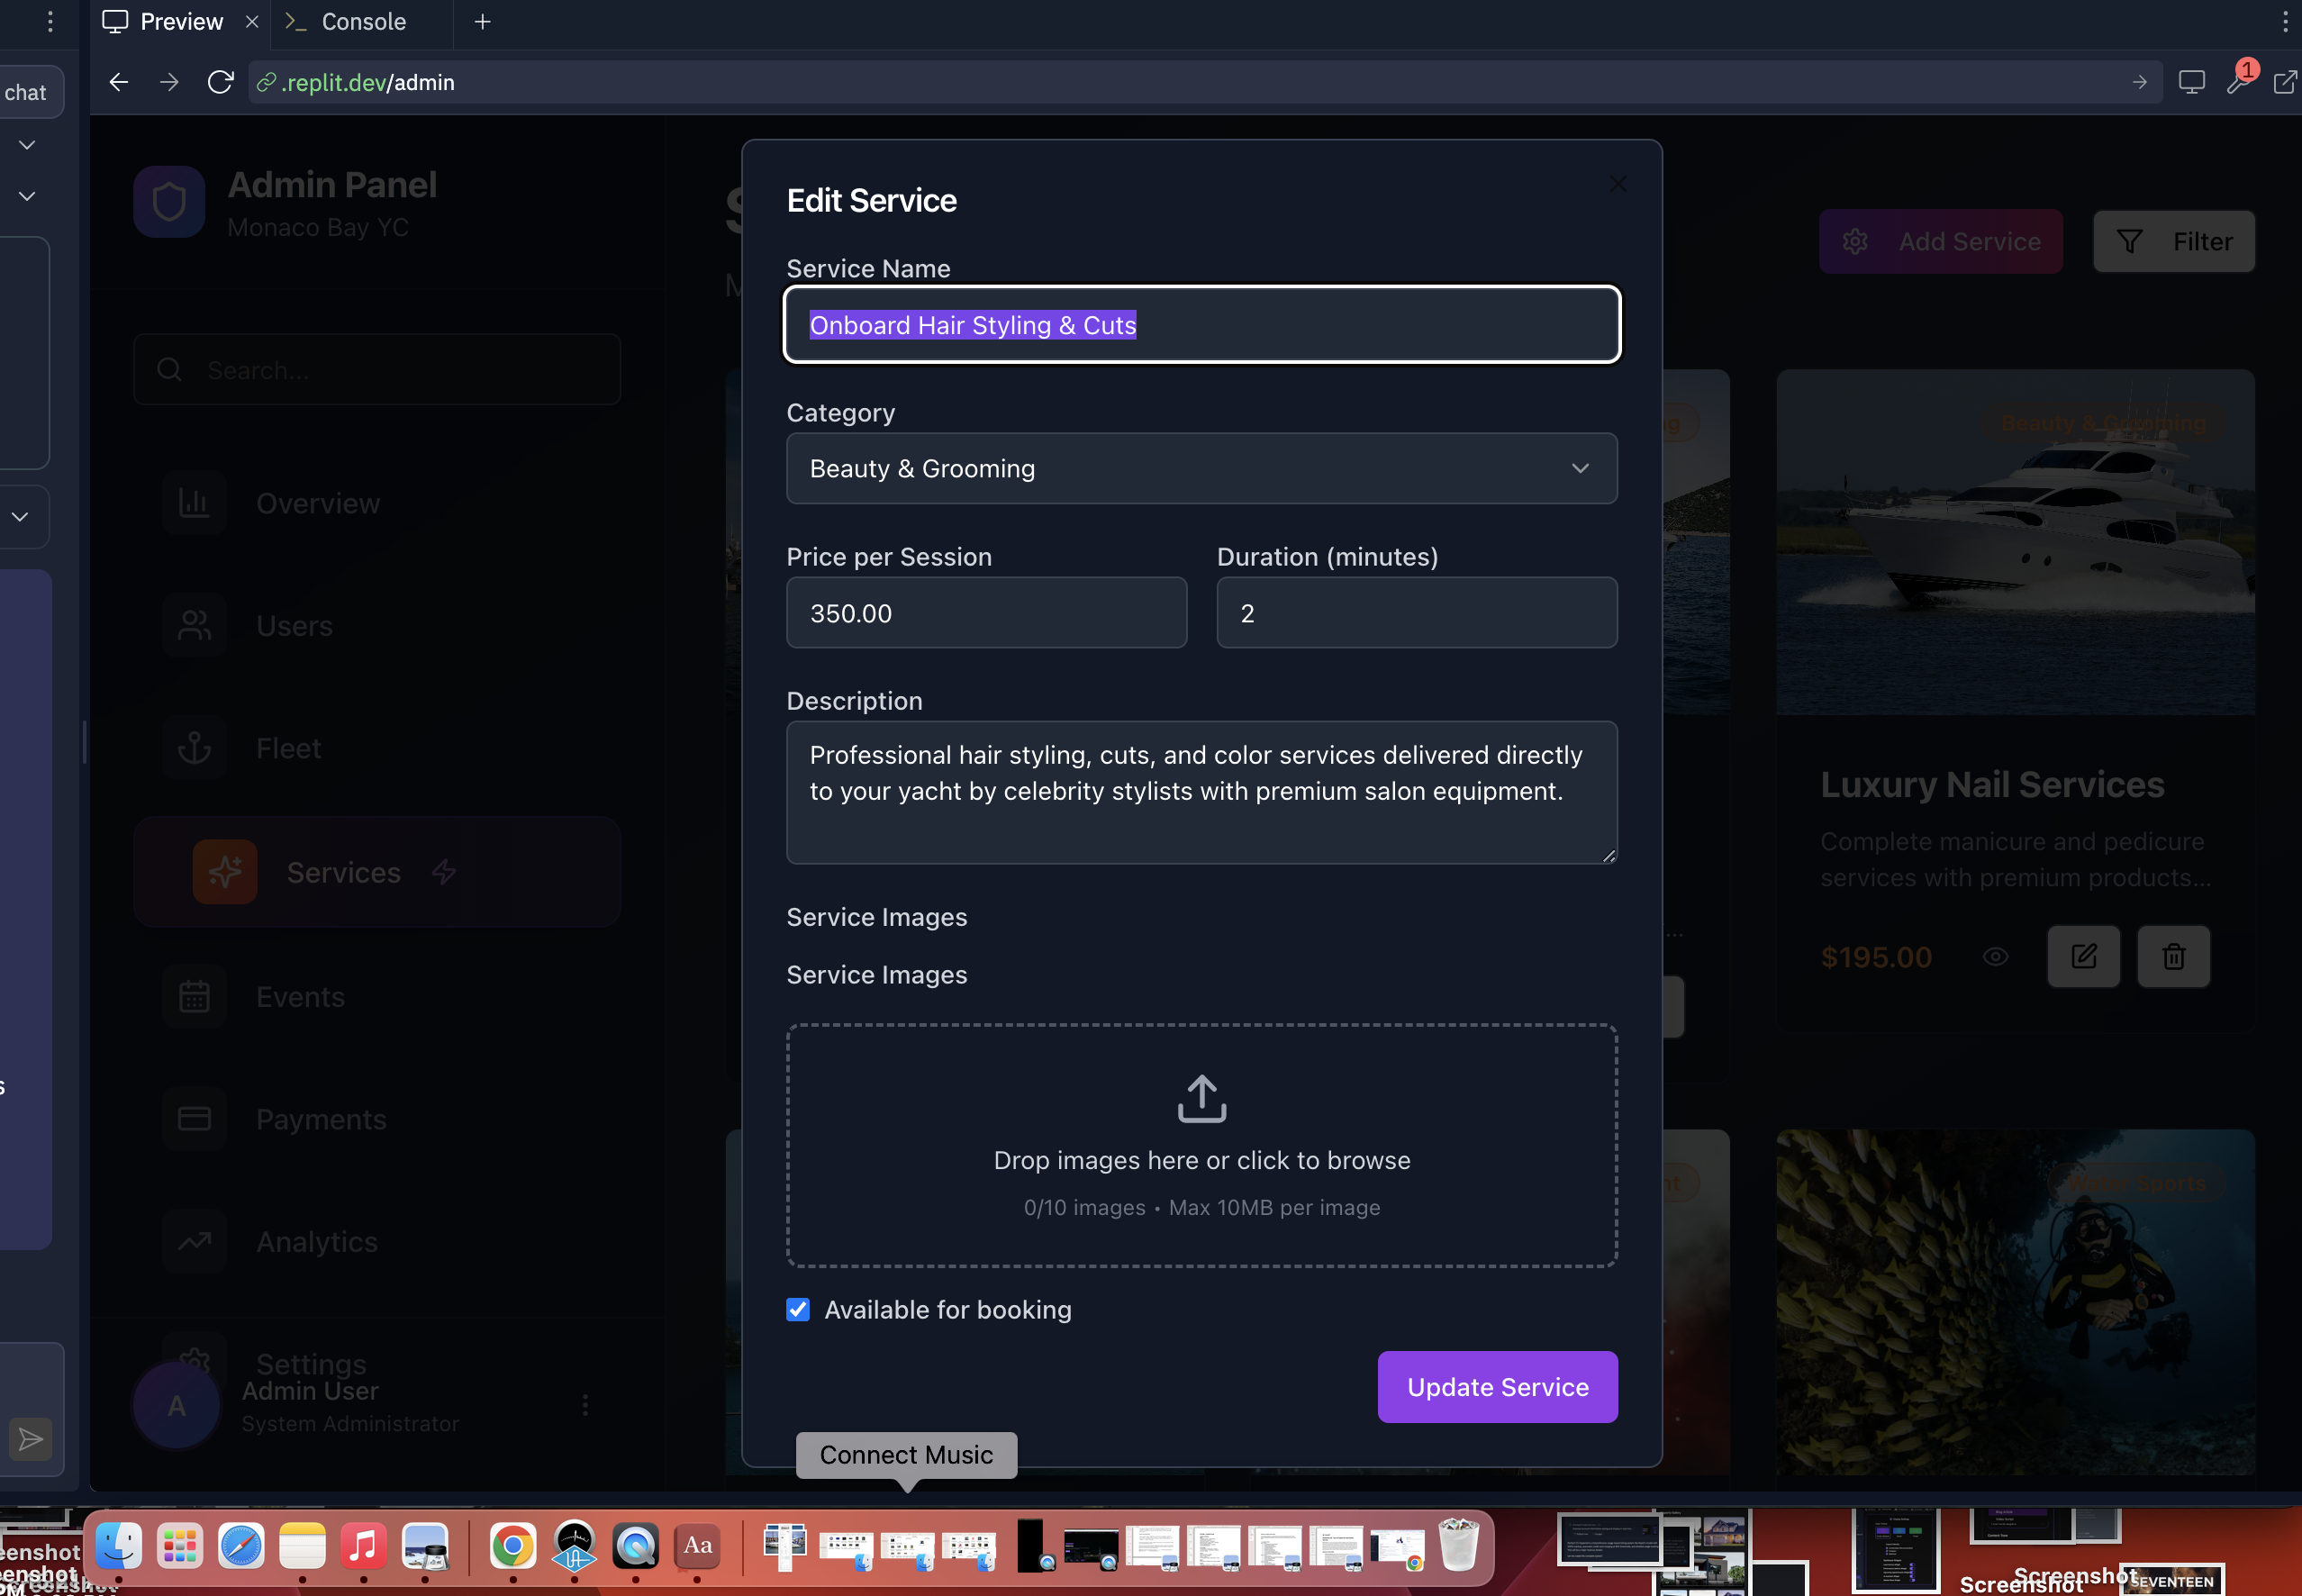 Preview
Console
chat
.replit.dev/admin
1
Admin Panel
Monaco Bay YC
Search...
Overview
Users
Fleet
Services
Events
Payments
Analytics
Settings
Admin User
System Administrator
A
Edit Service
Service Name
Onboard Hair Styling & Cuts
Category
Beauty & Grooming
Price per Session
350.00
Duration (minutes)
2
Description
Professional hair styling, cuts, and color services delivered directly
to your yacht by celebrity stylists with premium salon equipment.
Service Images
Service Images
Drop images here or click to browse
0/10 images • Max 10MB per image
Available for booking
Update Service
Add Service
Filter
Beauty & Grooming
Luxury Nail Services
Complete manicure and pedicure
services with premium products...
$195.00
Water Sports
Connect Music
Aa
Screenshot
Screenshot
SEVENTEEN